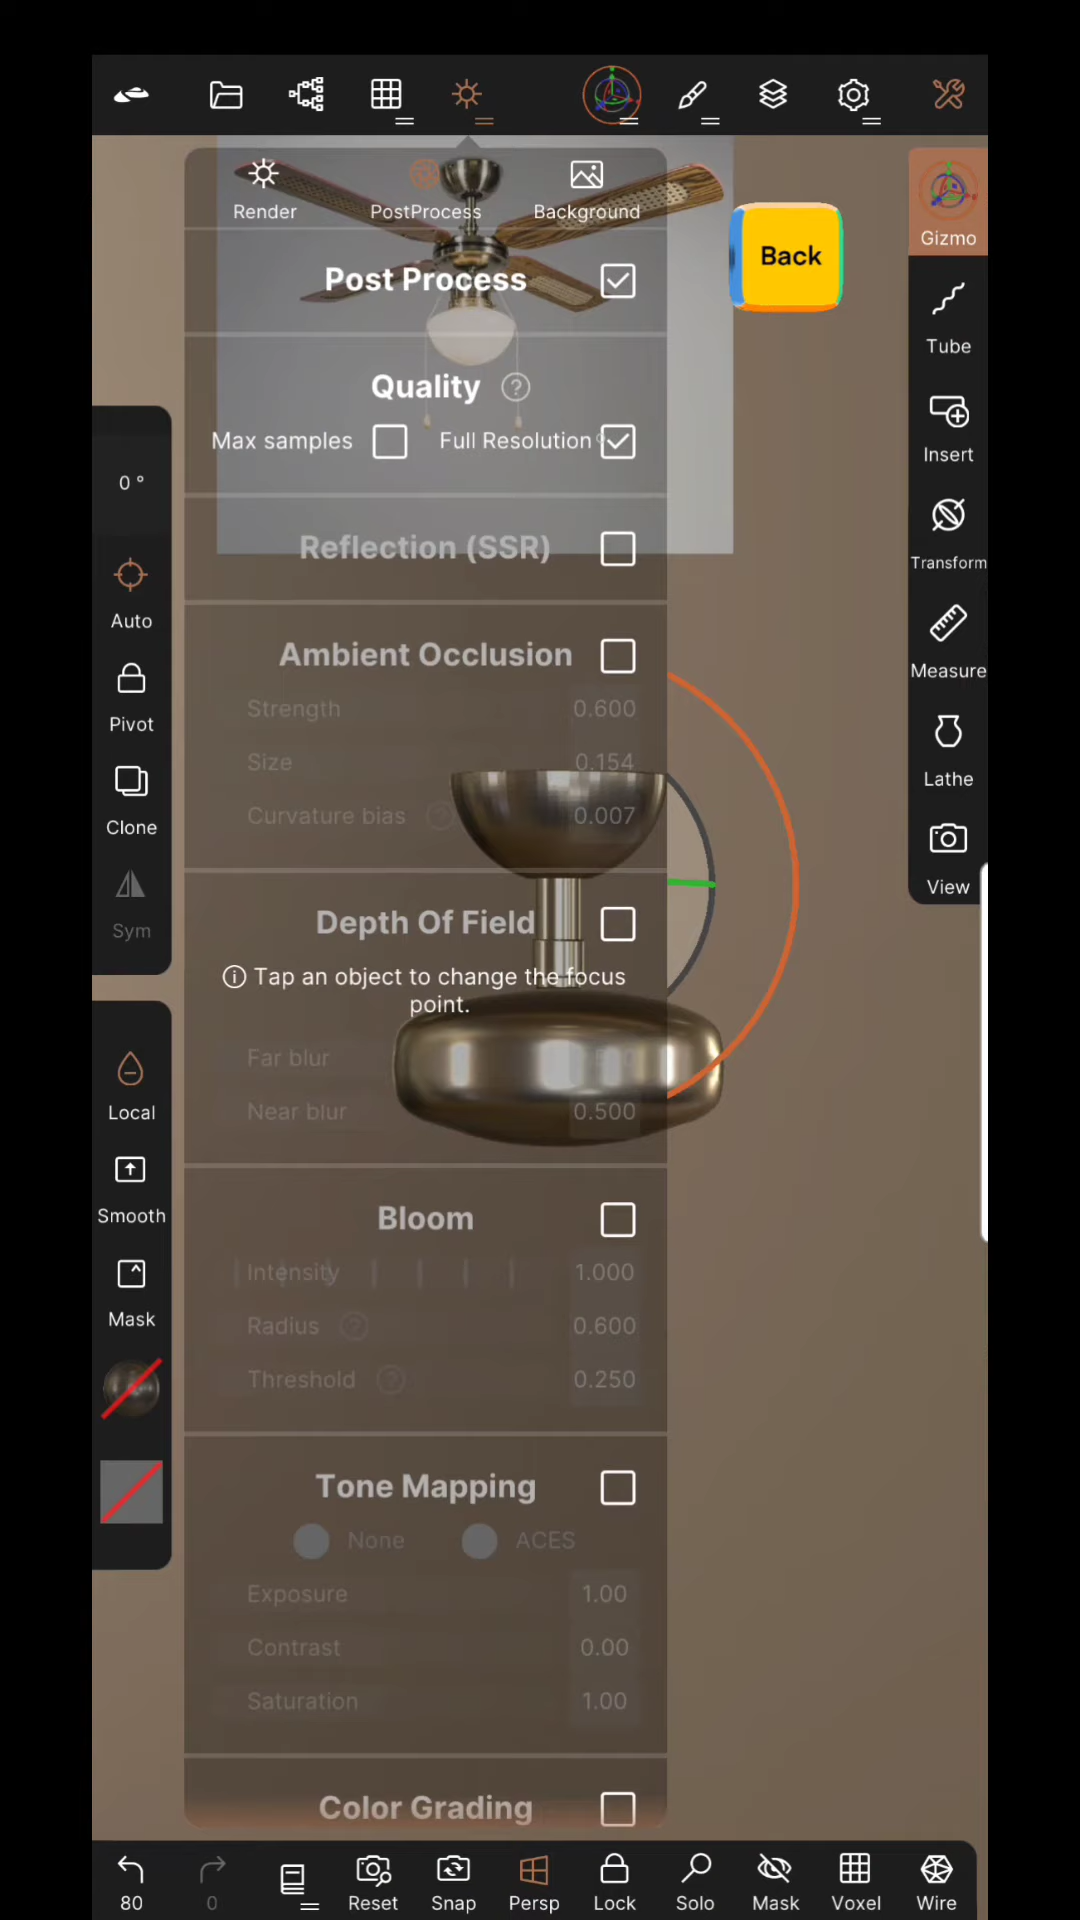 Render
PostProcess
Background
Gizmo
Back
Post Process
Tube
Quality ?
Max samples
Full Resolution
Insert
0 °
Reflection (SSR)
Transform
Auto
Ambient Occlusion
Measure
Strength 0.600
Pivot
Size 0.154
Lathe
Curvature bias ? 0.007
Clone
View
Depth Of Field
Sym
Tap an object to change the focus
point.
Far blur
Near blur 0.500
Local
Bloom
Smooth
Intensity 1.000
Radius ? 0.600
Mask
Threshold ? 0.250
Tone Mapping
None
ACES
Exposure 1.00
Contrast 0.00
Saturation 1.00
Color Grading
80
0
Reset
Snap
Persp
Lock
Solo
Mask
Voxel
Wire